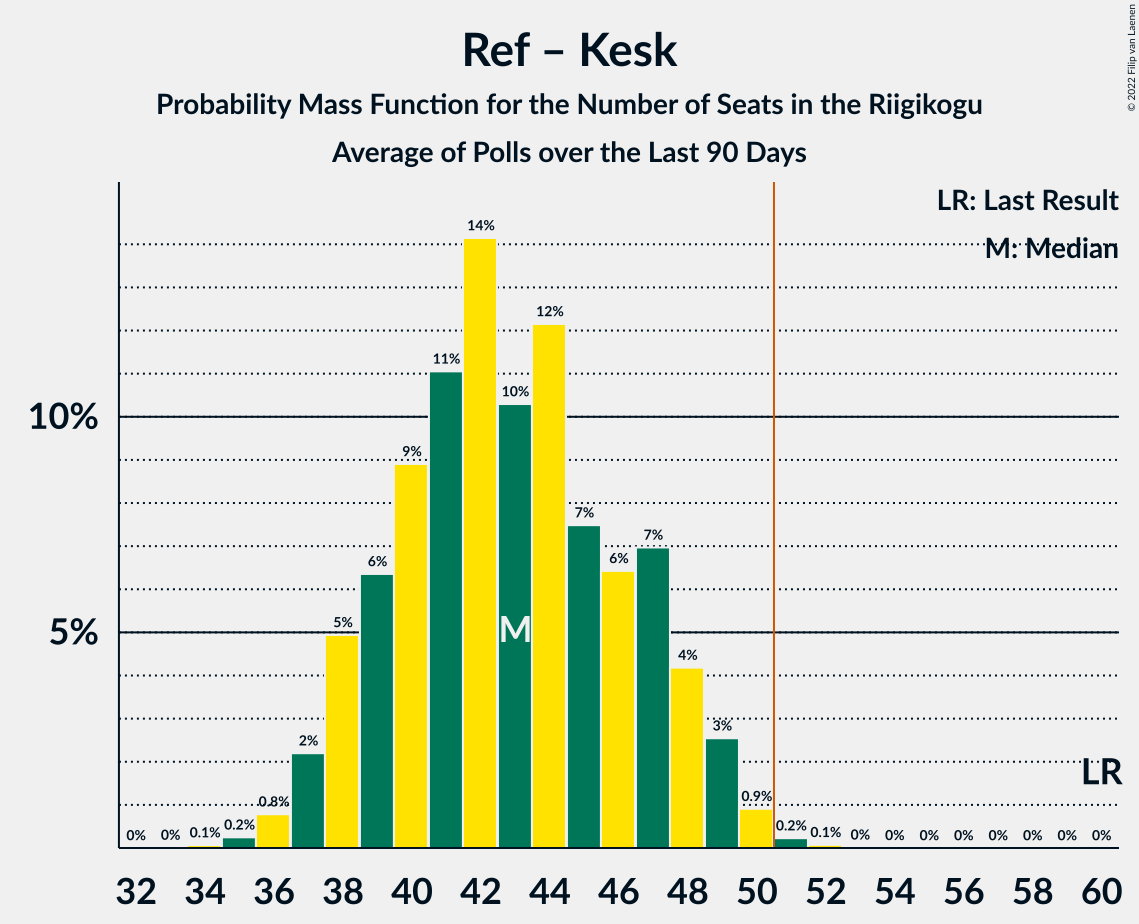 Ref – Kesk
Probability Mass Function for the Number of Seats in the Riigikogu
Average of Polls over the Last 90 Days
© 2022 Filip van Laenen
LR: Last Result
M: Median
14%
12%
11%
10%
10%
9%
7%
7%
6%
6%
M
5%
5%
4%
3%
2%
LR
0% 0% 0.1% 0.2% 0.8% 0.9% 0.2% 0.1% 0% 0% 0% 0% 0% 0% 0% 0%
32 34 36 38 40 42 44 46 48 50 52 54 56 58 60